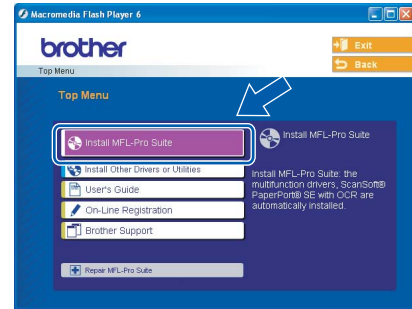 Macromedia Flash Player 6
brother
Exit
Back
Top Menu
Top Menu
Install MFL-Pro Suite
Install Other Drivers or Utilities
User's Guide
On-Line Registration
Brother Support
Repair MFL-Pro Suite
Install MFL-Pro Suite
Install MFL-Pro Suite: the
multifunction drivers, ScanSoft®
PaperPort® SE with OCR are
automatically installed.